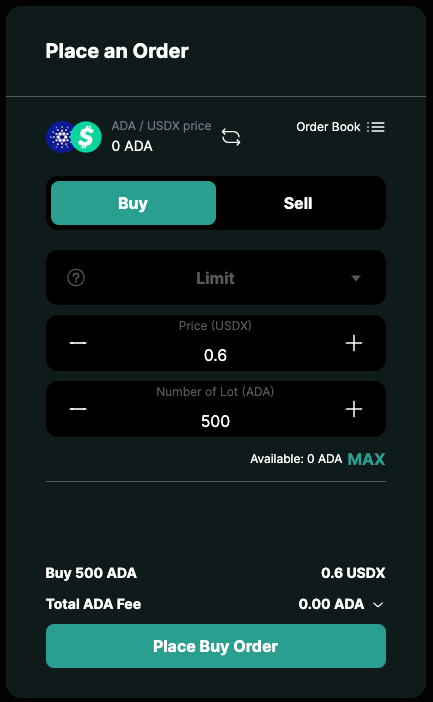 Place an Order
ADA / USDX price
0 ADA
Order Book
Buy
Sell
?
Limit
Price (USDX)
0.6
Number of Lot (ADA)
500
Available: 0 ADA MAX
Buy 500 ADA 0.6 USDX
Total ADA Fee 0.00 ADA
Place Buy Order